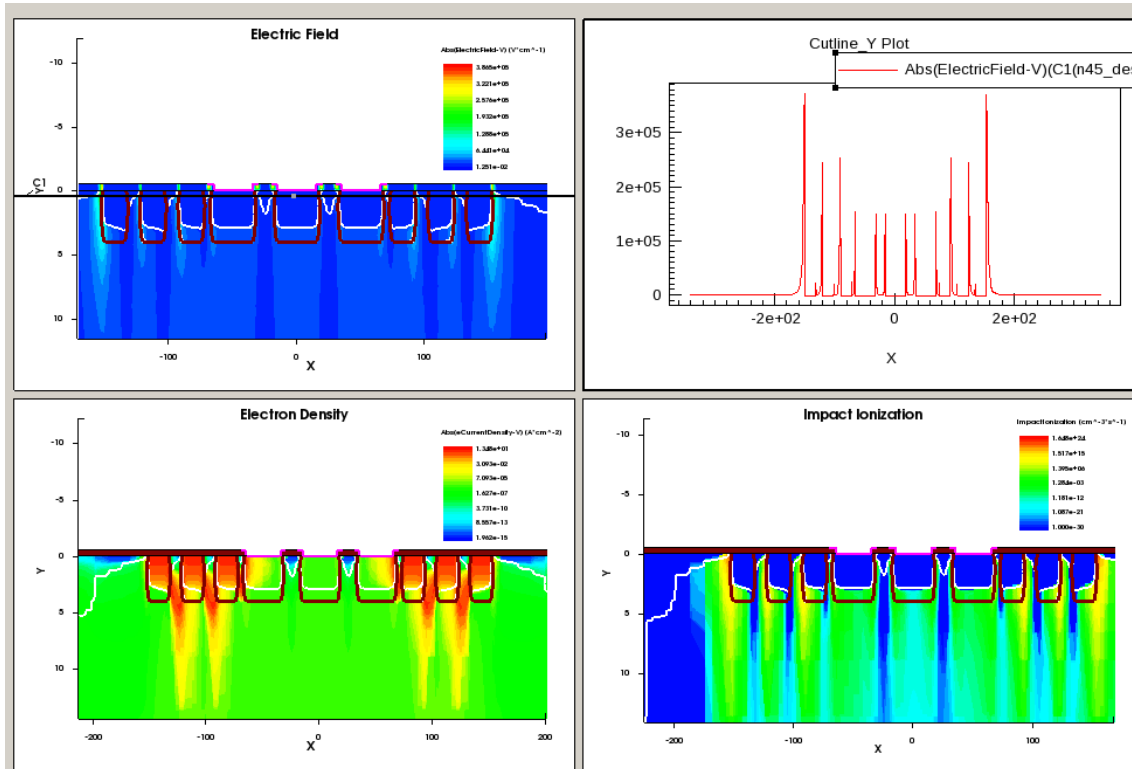 Electric Field
Abs(ElectricField-V) (V*cm^-1)
3.865e+05
3.221e+05
2.576e+05
1.932e+05
1.288e+05
6.441e+04
1.251e-02
-10
-5
0
5
10
C1
Y
-100
0
100
X
Cutline_Y Plot
Abs(ElectricField-V)(C1(n45_des
3e+05
2e+05
1e+05
0
-2e+02
0
2e+02
X
Electron Density
Abs(eCurrentDensity-V) (A*cm^-2)
1.348e+01
3.093e-02
7.093e-05
1.627e-07
3.731e-10
8.557e-13
1.962e-15
-10
-5
0
5
10
Y
-200
-100
0
100
200
X
Impact Ionization
ImpactIonization (cm^-3*s^-1)
1.648e+24
1.517e+15
1.395e+06
1.284e-03
1.181e-12
1.087e-21
1.000e-30
-10
-5
0
5
10
Y
-200
-100
0
100
X